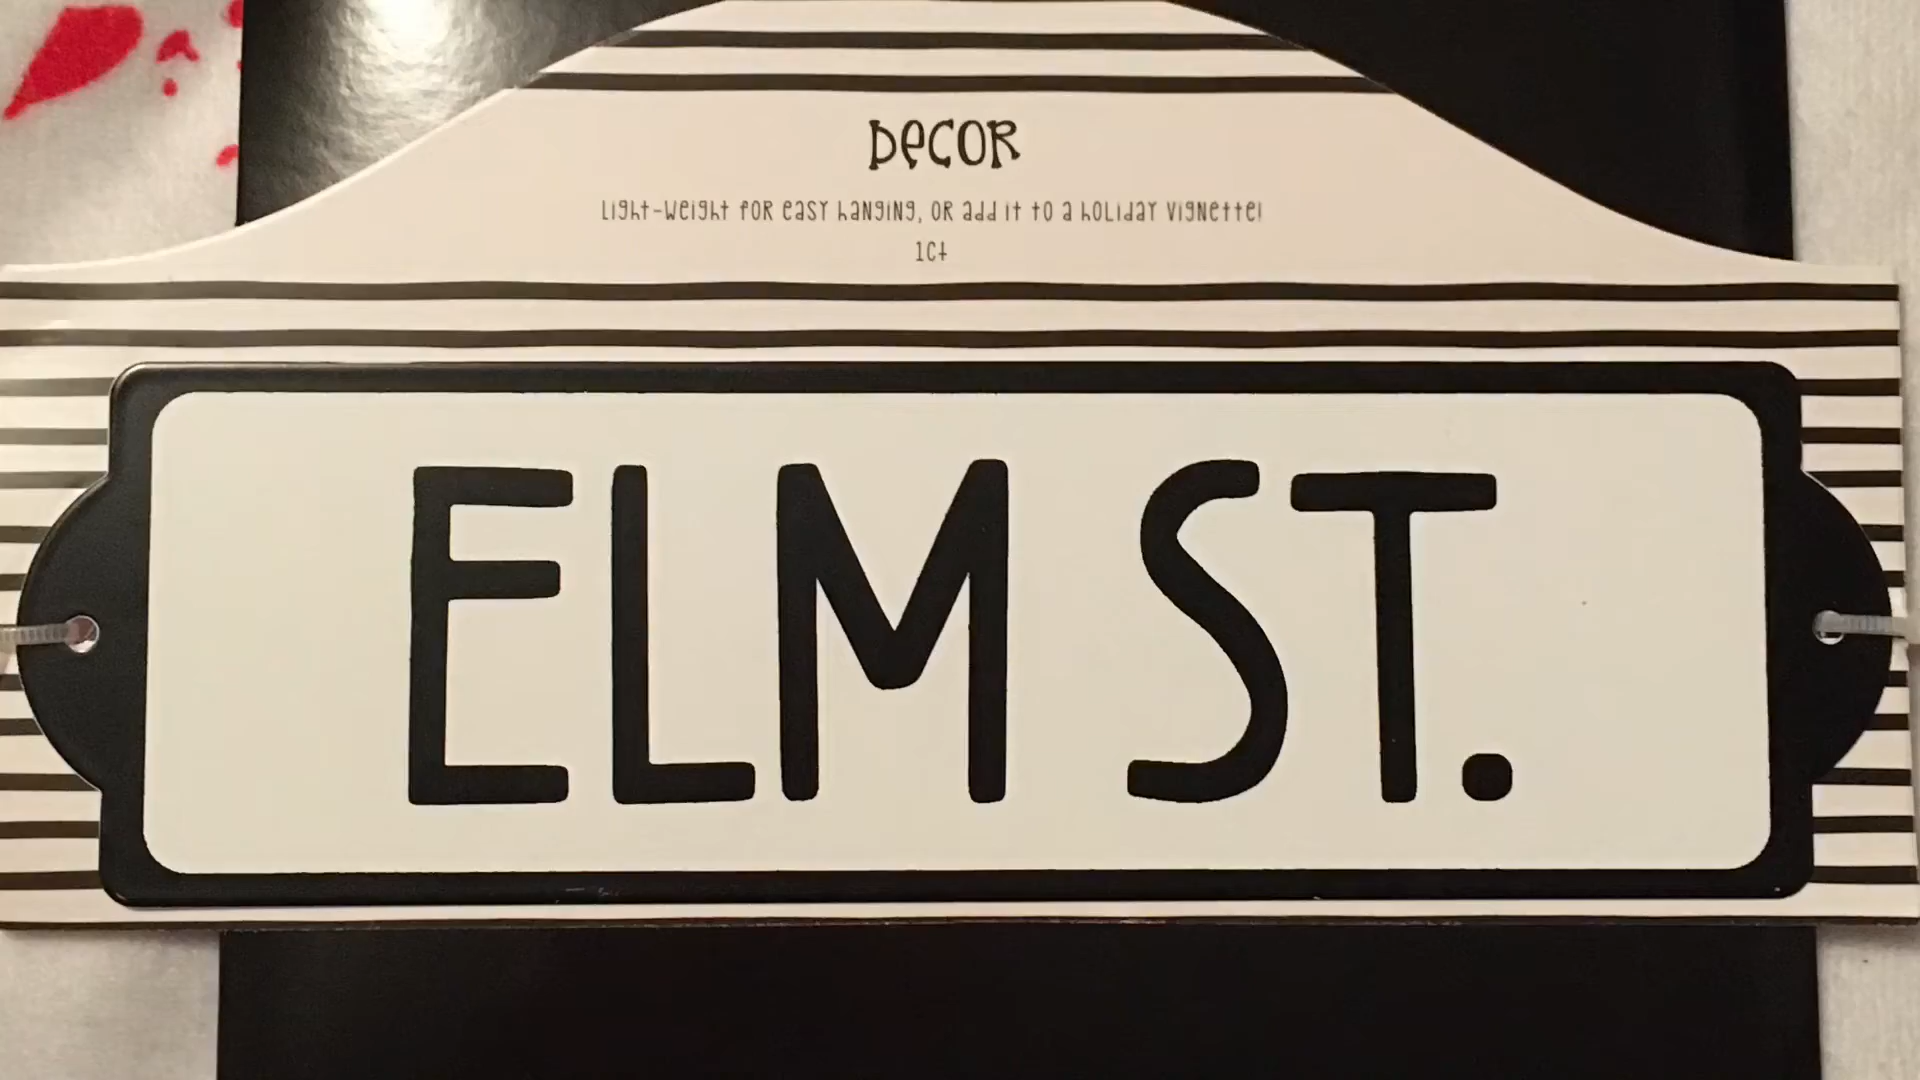 DECOR
LIGHT-WEIGHT FOR EASY HANGING, OR ADD IT TO A HOLIDAY VIGNETTE!
1CT
ELM ST.